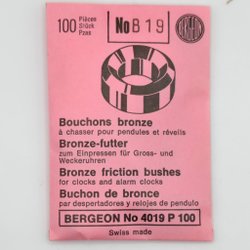 100 Pièces
Stück
Pzas
No B19
Bouchons bronze
à chasser pour pendules et réveils
Bronze-futter
zum Einpressen für Gross- und
Weckeruhren
Bronze friction bushes
for clocks and alarm clocks
Buchon de bronce
par despertadores y relojes de pendulo
BERGEON No 4019 P 100
Swiss made